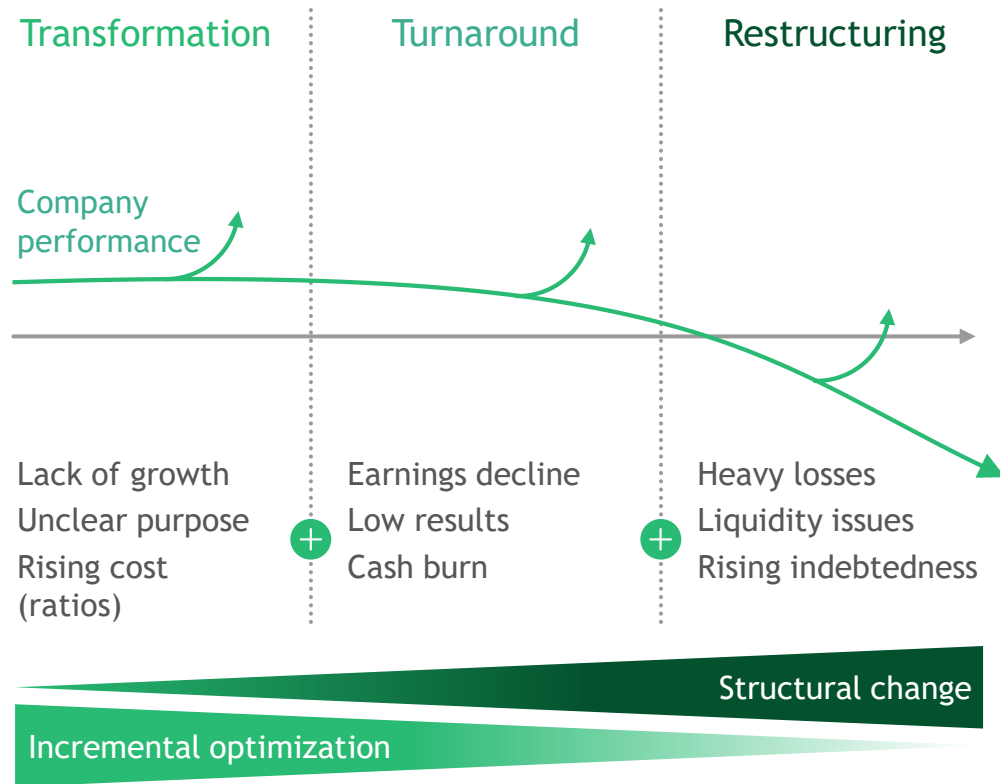 Transformation
Turnaround
Restructuring
Company
performance
Lack of growth
Unclear purpose
Rising cost
(ratios)
+
Earnings decline
Low results
Cash burn
+
Heavy losses
Liquidity issues
Rising indebtedness
Structural change
Incremental optimization